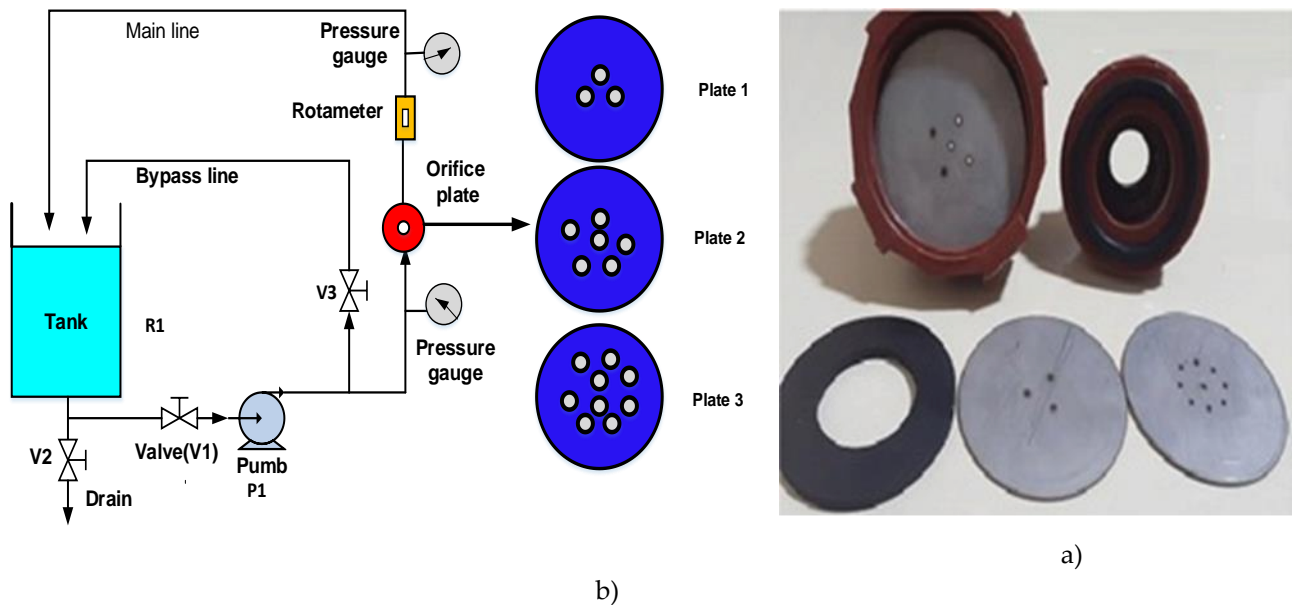 Main line
Pressure
gauge
Plate 1
Rotameter
Bypass line
Orifice
plate
Plate 2
V3
Tank
R1
Pressure
gauge
Plate 3
V2
Valve(V1)
Pumb
P1
Drain
a)
b)